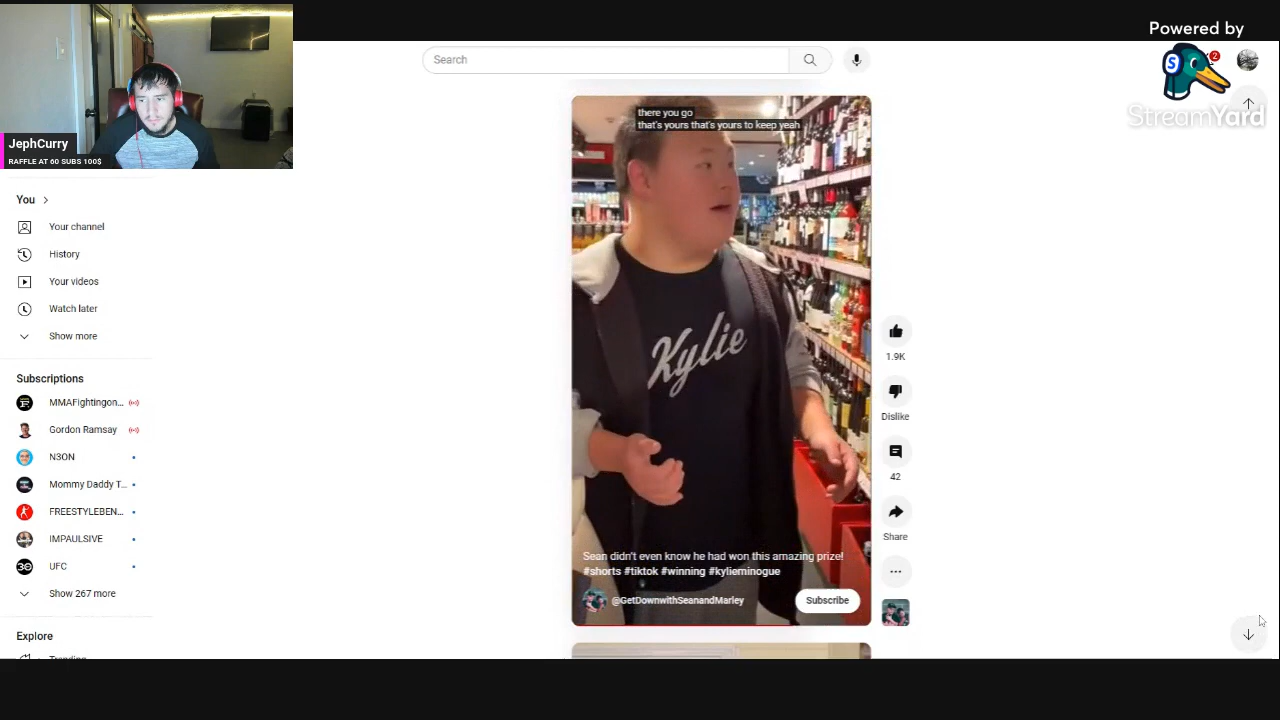 Powered by
StreamYard
JephCurry
RAFFLE AT 60 SUBS 100$
Search
2
You
Your channel
History
Your videos
Watch later
Show more
Subscriptions
MMAFightingon...
Gordon Ramsay
N3ON
Mommy Daddy T...
FREESTYLEBEN...
IMPAULSIVE
UFC
Show 267 more
Explore
Trending
there you go
that's yours that's yours to keep yeah
Kylie
Sean didn't even know he had won this amazing prize!
#shorts #tiktok #winning #kylieminogue
@GetDownwithSeanandMarley
Subscribe
1.9K
Dislike
42
Share